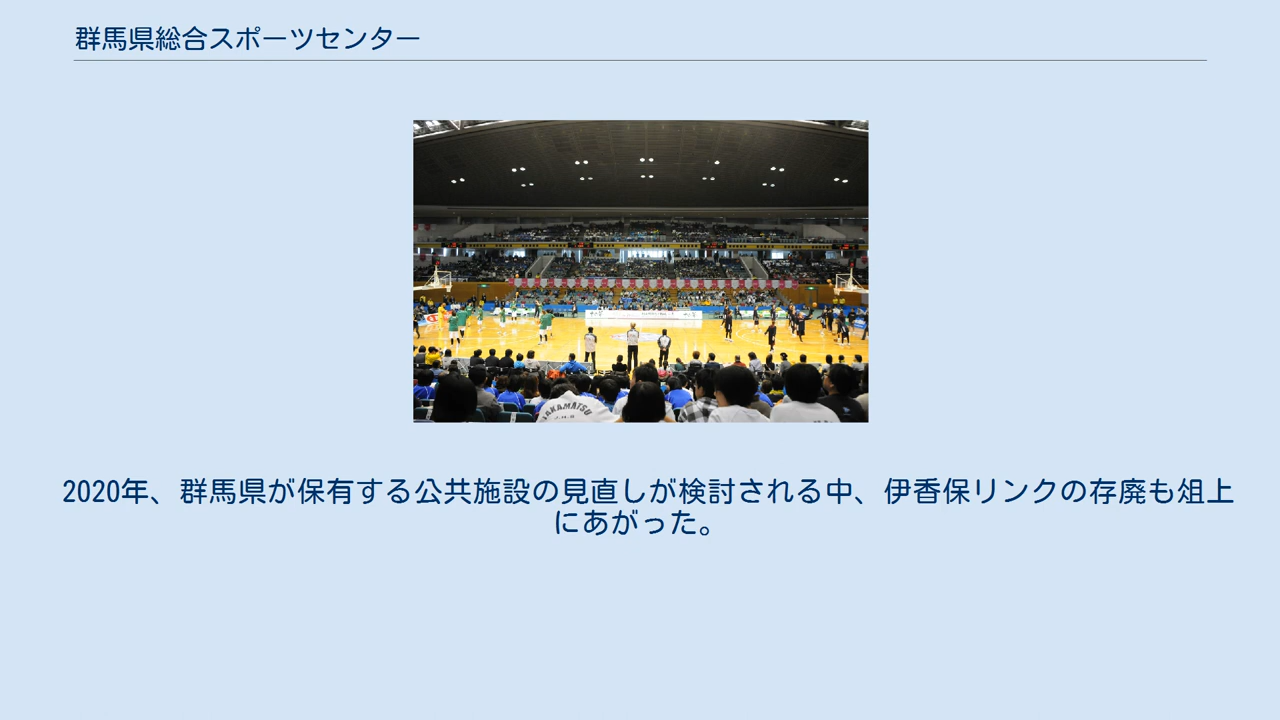 群馬県総合スポーツセンター
TAKAMATSU
J.H.S
2020年、群馬県が保有する公共施設の見直しが検討される中、伊香保リンクの存廃も俎上
にあがった。